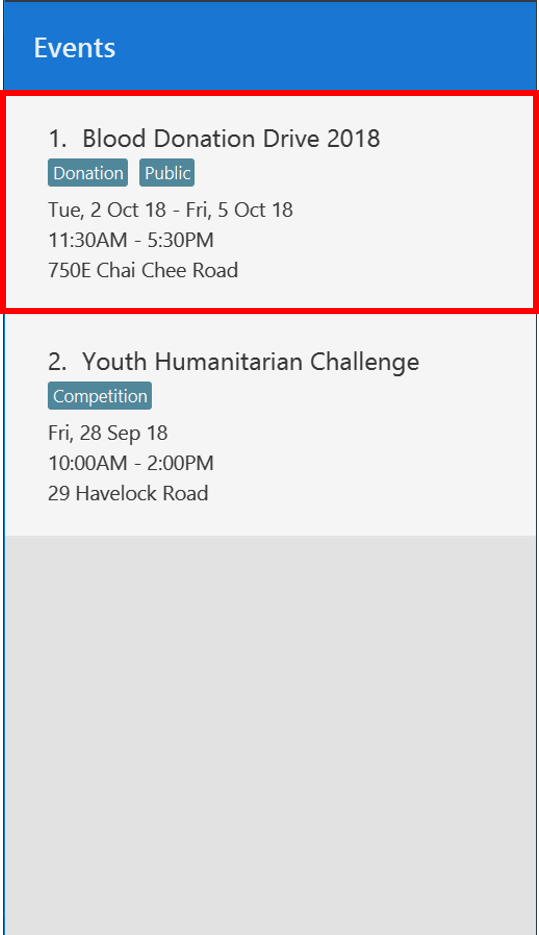 Events
1. Blood Donation Drive 2018
Donation Public
Tue, 2 Oct 18 - Fri, 5 Oct 18
11:30AM - 5:30PM
750E Chai Chee Road
2. Youth Humanitarian Challenge
Competition
Fri, 28 Sep 18
10:00AM - 2:00PM
29 Havelock Road